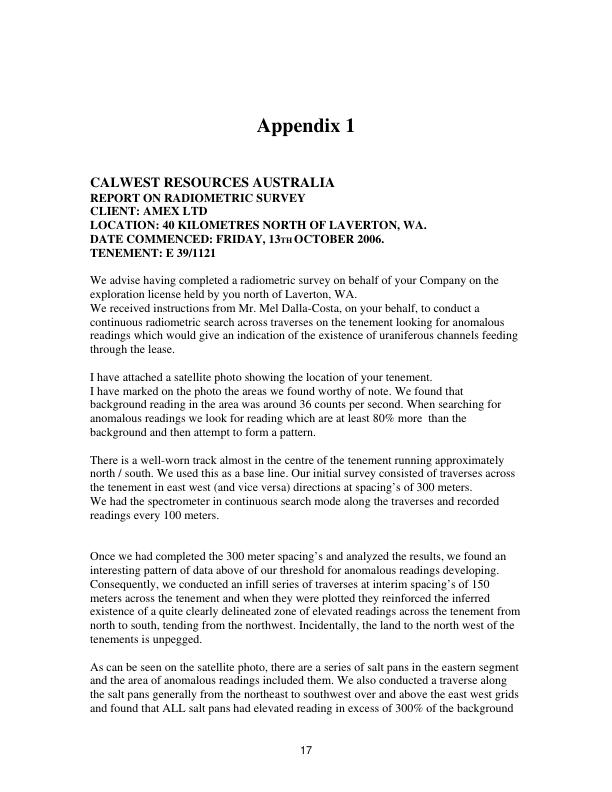 Appendix 1
CALWEST RESOURCES AUSTRALIA
REPORT ON RADIOMETRIC SURVEY
CLIENT: AMEX LTD
LOCATION: 40 KILOMETRES NORTH OF LAVERTON, WA.
DATE COMMENCED: FRIDAY, 13TH OCTOBER 2006.
TENEMENT: E 39/1121
We advise having completed a radiometric survey on behalf of your Company on the
exploration license held by you north of Laverton, WA.
We received instructions from Mr. Mel Dalla-Costa, on your behalf, to conduct a
continuous radiometric search across traverses on the tenement looking for anomalous
readings which would give an indication of the existence of uraniferous channels feeding
through the lease.
I have attached a satellite photo showing the location of your tenement.
I have marked on the photo the areas we found worthy of note. We found that
background reading in the area was around 36 counts per second. When searching for
anomalous readings we look for reading which are at least 80% more  than the
background and then attempt to form a pattern.
There is a well-worn track almost in the centre of the tenement running approximately
north / south. We used this as a base line. Our initial survey consisted of traverses across
the tenement in east west (and vice versa) directions at spacing's of 300 meters.
We had the spectrometer in continuous search mode along the traverses and recorded
readings every 100 meters.
Once we had completed the 300 meter spacing's and analyzed the results, we found an
interesting pattern of data above of our threshold for anomalous readings developing.
Consequently, we conducted an infill series of traverses at interim spacing's of 150
meters across the tenement and when they were plotted they reinforced the inferred
existence of a quite clearly delineated zone of elevated readings across the tenement from
north to south, tending from the northwest. Incidentally, the land to the north west of the
tenements is unpegged.
As can be seen on the satellite photo, there are a series of salt pans in the eastern segment
and the area of anomalous readings included them. We also conducted a traverse along
the salt pans generally from the northeast to southwest over and above the east west grids
and found that ALL salt pans had elevated reading in excess of 300% of the background
17